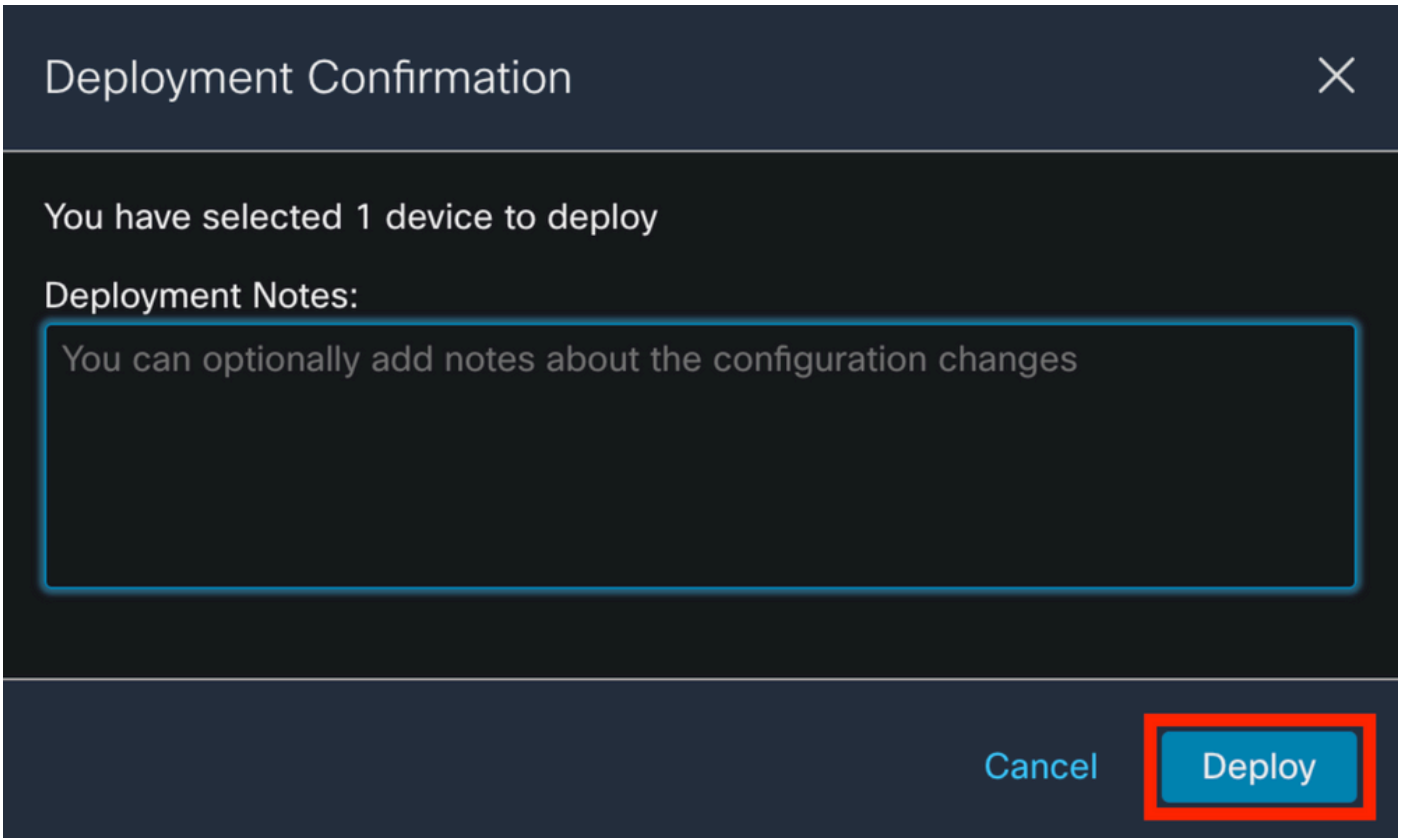 Deployment Confirmation
You have selected 1 device to deploy
Deployment Notes:
You can optionally add notes about the configuration changes
Cancel
Deploy